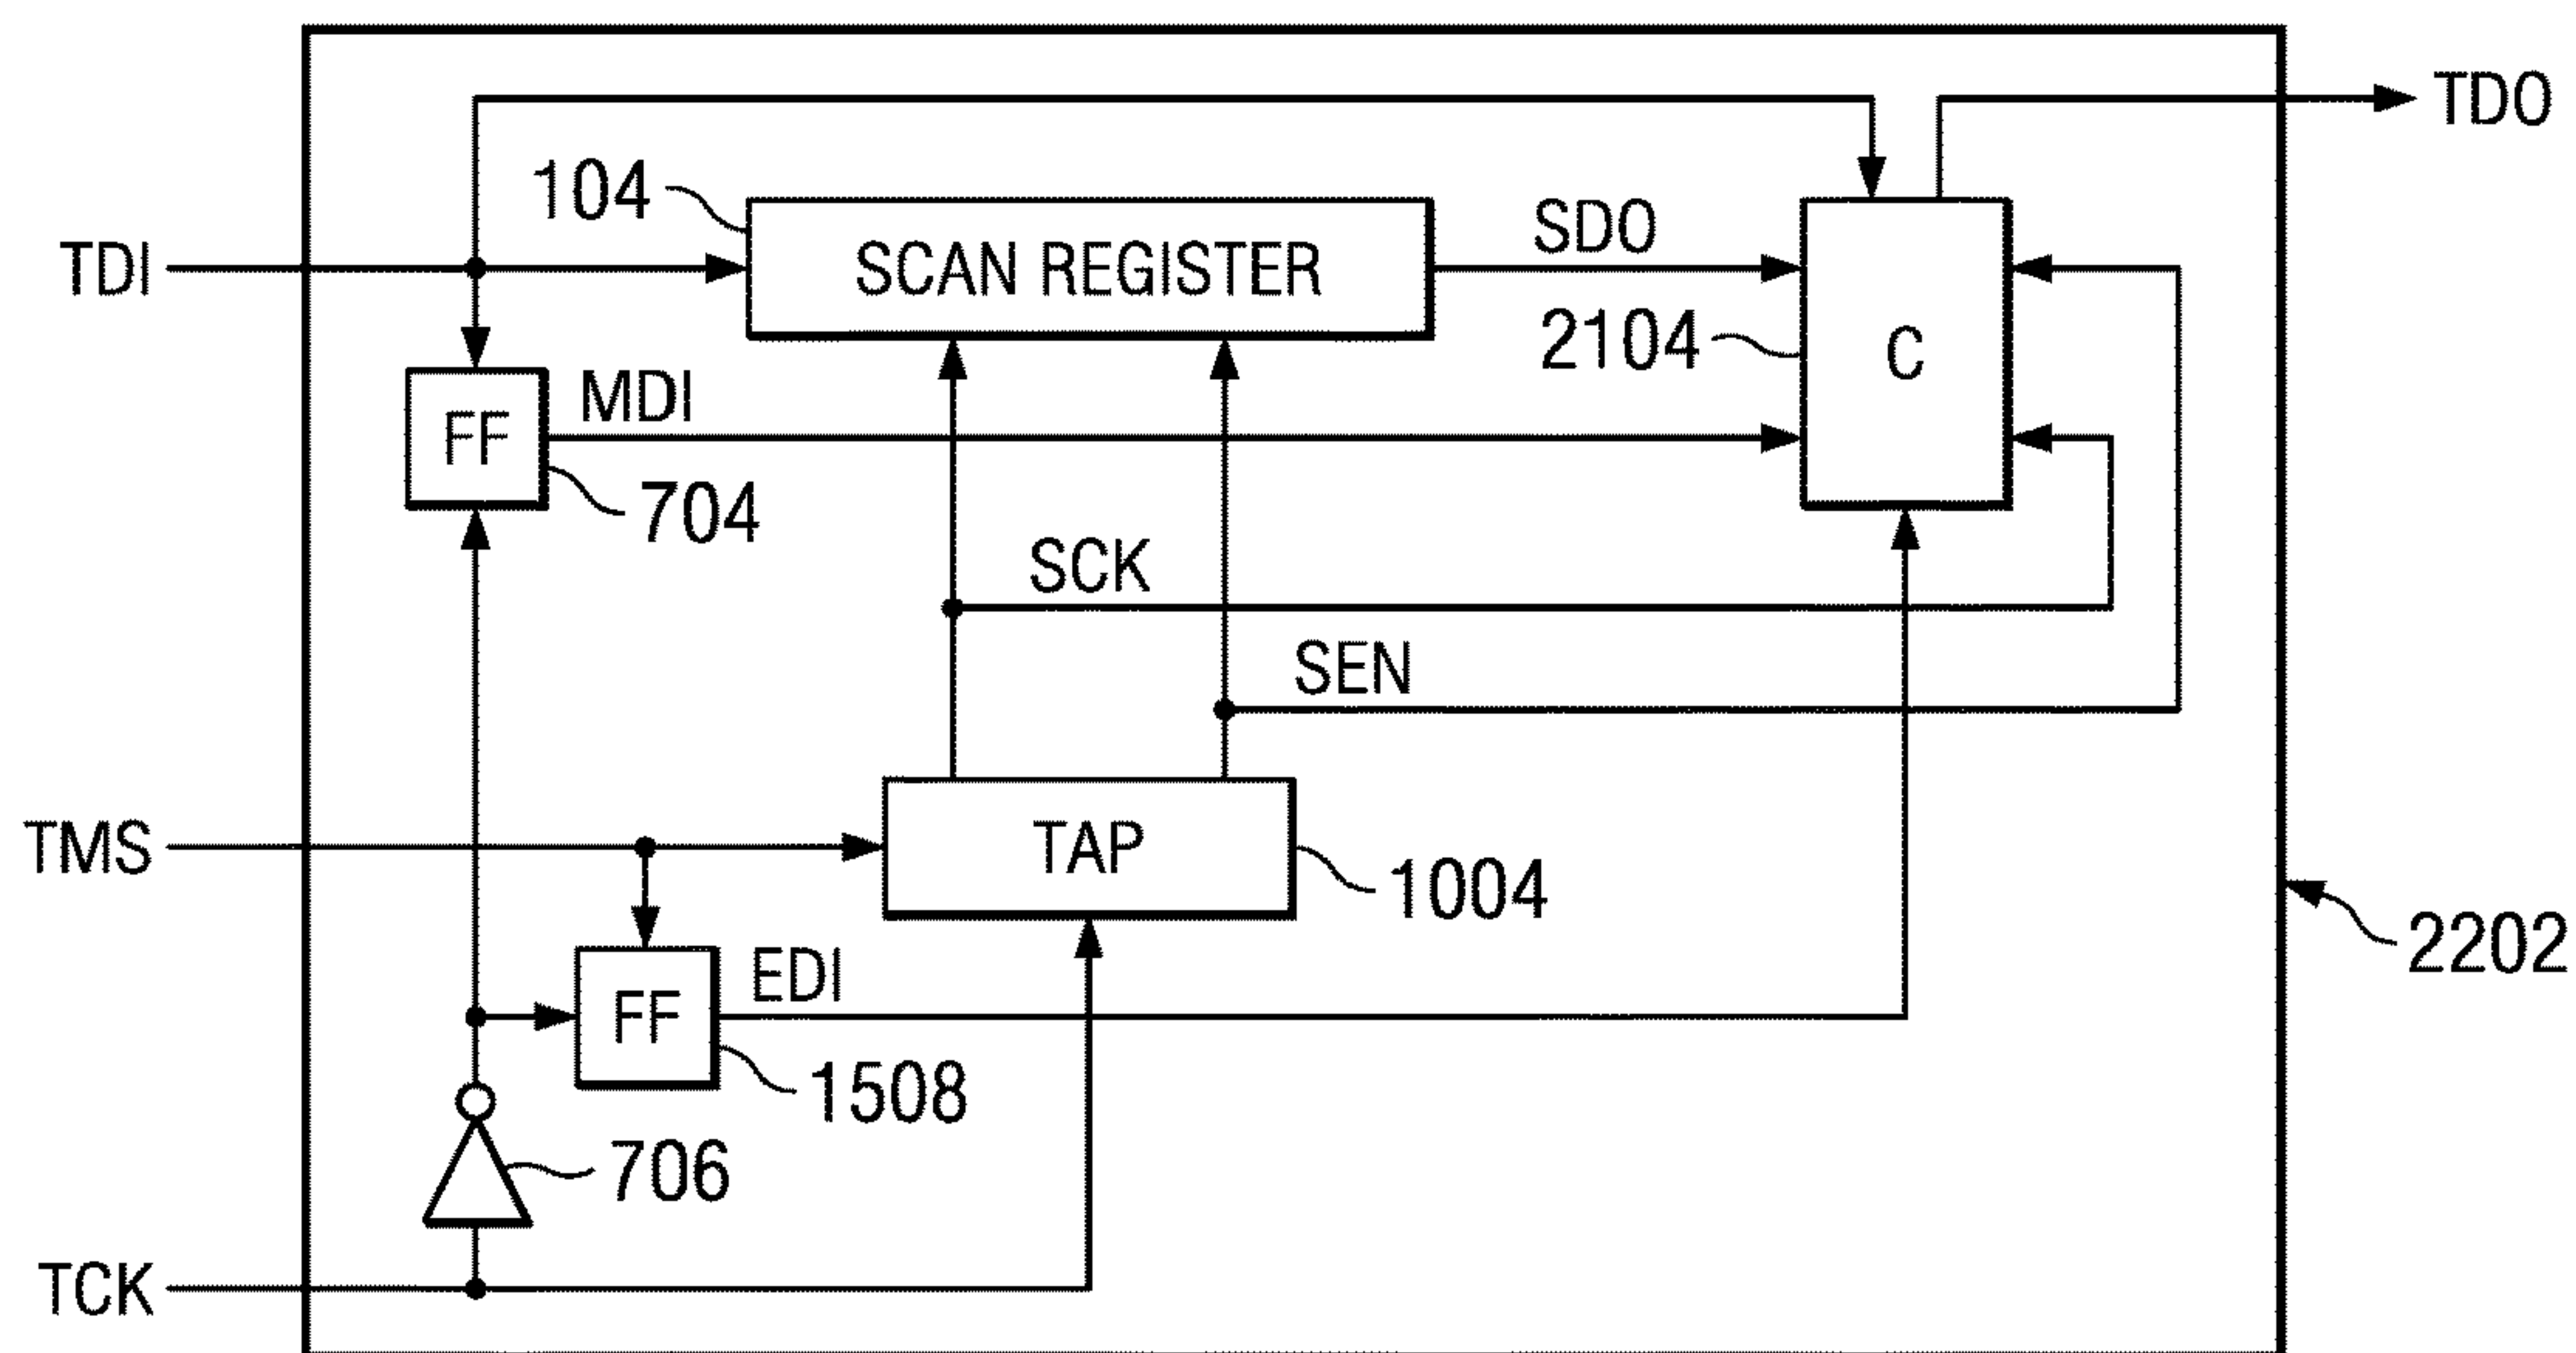 TDO
104
TDI
SCAN REGISTER
SDO
2104
C
FF
MDI
704
SCK
SEN
TMS
TAP
1004
2202
FF
EDI
1508
706
TCK